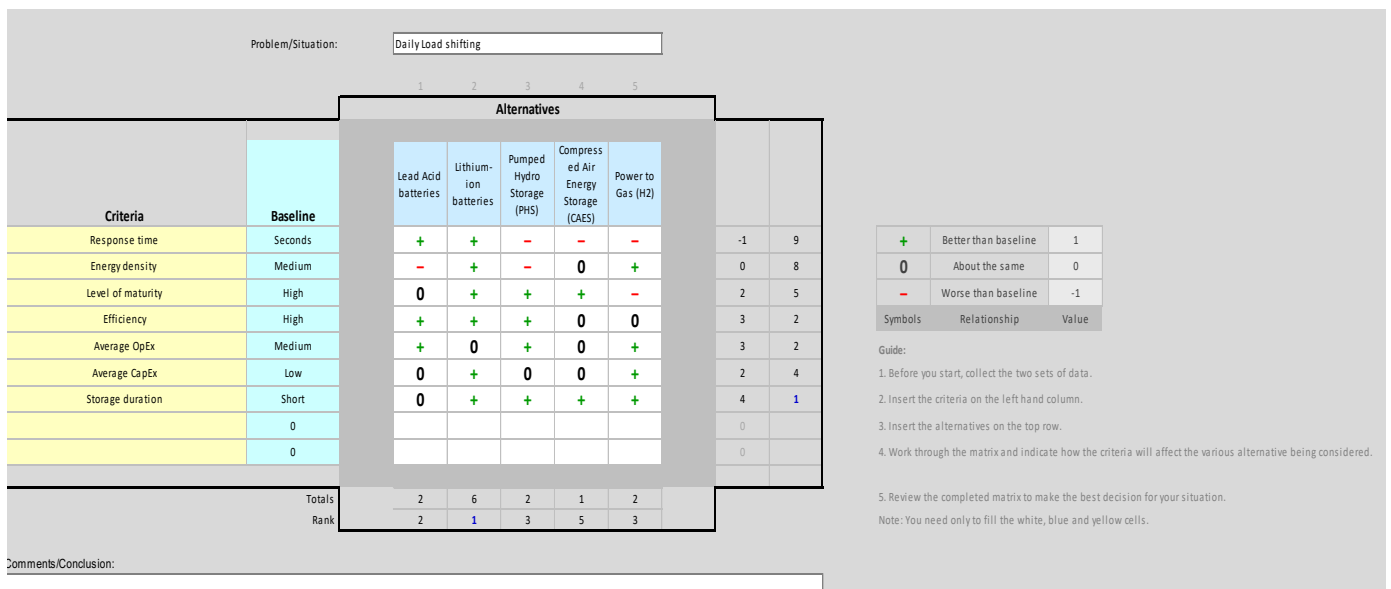 Problem/Situation: Daily Load shifting
1 2 3 4 5
Alternatives
Criteria Baseline Lead Acid batteries Lithium-ion batteries Pumped Hydro Storage (PHS) Compressed Air Energy Storage (CAES) Power to Gas (H2)
Response time Seconds + + − − − -1 9
Energy density Medium − + − 0 + 0 8
Level of maturity High 0 + + + − 2 5
Efficiency High + + + 0 0 3 2
Average OpEx Medium + 0 + 0 + 3 2
Average CapEx Low 0 + 0 0 + 2 4
Storage duration Short 0 + + + + 4 1
0 0
0 0
Totals 2 6 2 1 2
Rank 2 1 3 5 3
Comments/Conclusion:
+ Better than baseline 1
0 About the same 0
− Worse than baseline -1
Symbols Relationship Value
Guide:
1. Before you start, collect the two sets of data.
2. Insert the criteria on the left hand column.
3. Insert the alternatives on the top row.
4. Work through the matrix and indicate how the criteria will affect the various alternative being considered.
5. Review the completed matrix to make the best decision for your situation.
Note: You need only to fill the white, blue and yellow cells.